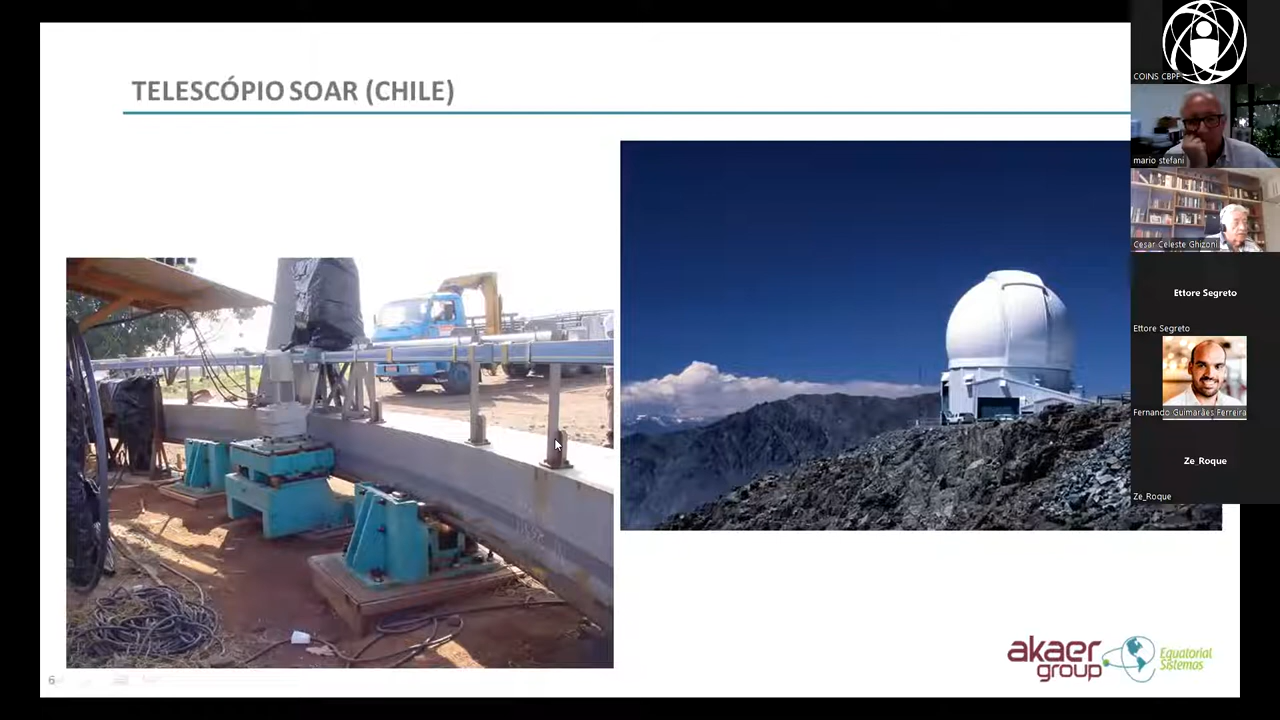 TELESCÓPIO SOAR (CHILE)
COINS CBPF
mario stefani
Cesar Celeste Ghizoni
Ettore Segreto
Ettore Segreto
Fernando Guimarães Ferreira
Ze_Roque
Ze_Roque
akaer
group
Equatorial
Sistemas
6